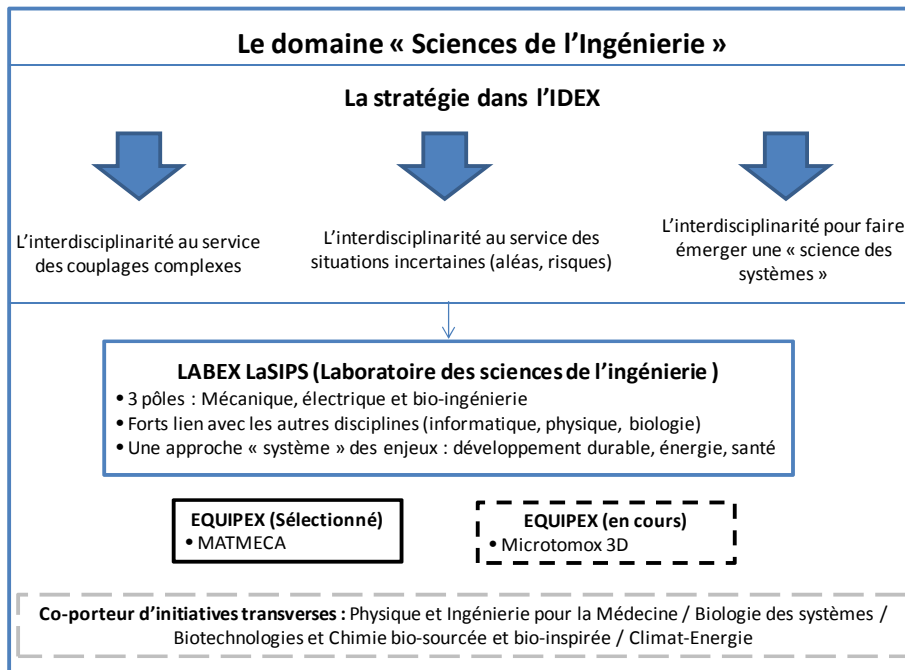 Le domaine « Sciences de l'Ingénierie »
La stratégie dans l'IDEX
L'interdisciplinarité au service
des couplages complexes
L'interdisciplinarité au service des
situations incertaines (aléas, risques)
L'interdisciplinarité pour faire
émerger une « science des
systèmes »
LABEX LaSIPS (Laboratoire des sciences de l'ingénierie )
• 3 pôles : Mécanique, électrique et bio-ingénierie
• Forts lien avec les autres disciplines (informatique, physique, biologie)
• Une approche « système » des enjeux : développement durable, énergie, santé
EQUIPEX (Sélectionné)
• MATMECA
EQUIPEX (en cours)
• Microtomox 3D
Co-porteur d'initiatives transverses : Physique et Ingénierie pour la Médecine / Biologie des systèmes /
Biotechnologies et Chimie bio-sourcée et bio-inspirée / Climat-Energie